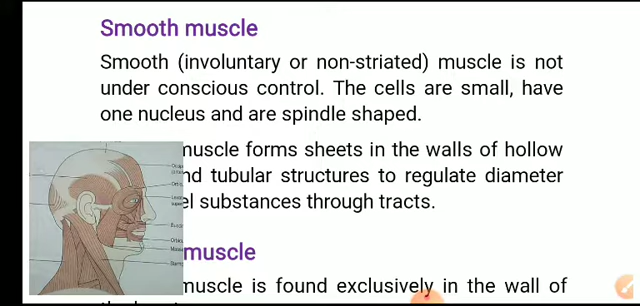 Smooth muscle
Smooth (involuntary or non-striated) muscle is not
under conscious control. The cells are small, have
one nucleus and are spindle shaped.
muscle forms sheets in the walls of hollow
nd tubular structures to regulate diameter
el substances through tracts.
muscle
muscle is found exclusively in the wall of